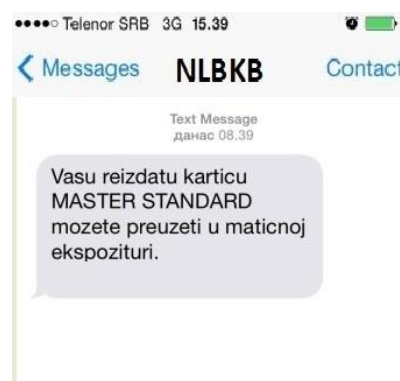 Telenor SRB 3G 15.39
Messages NLBKB Contact
Text Message
данас 08.39
Vasu reizdatu karticu
MASTER STANDARD
mozete preuzeti u maticnoj
ekspozituri.